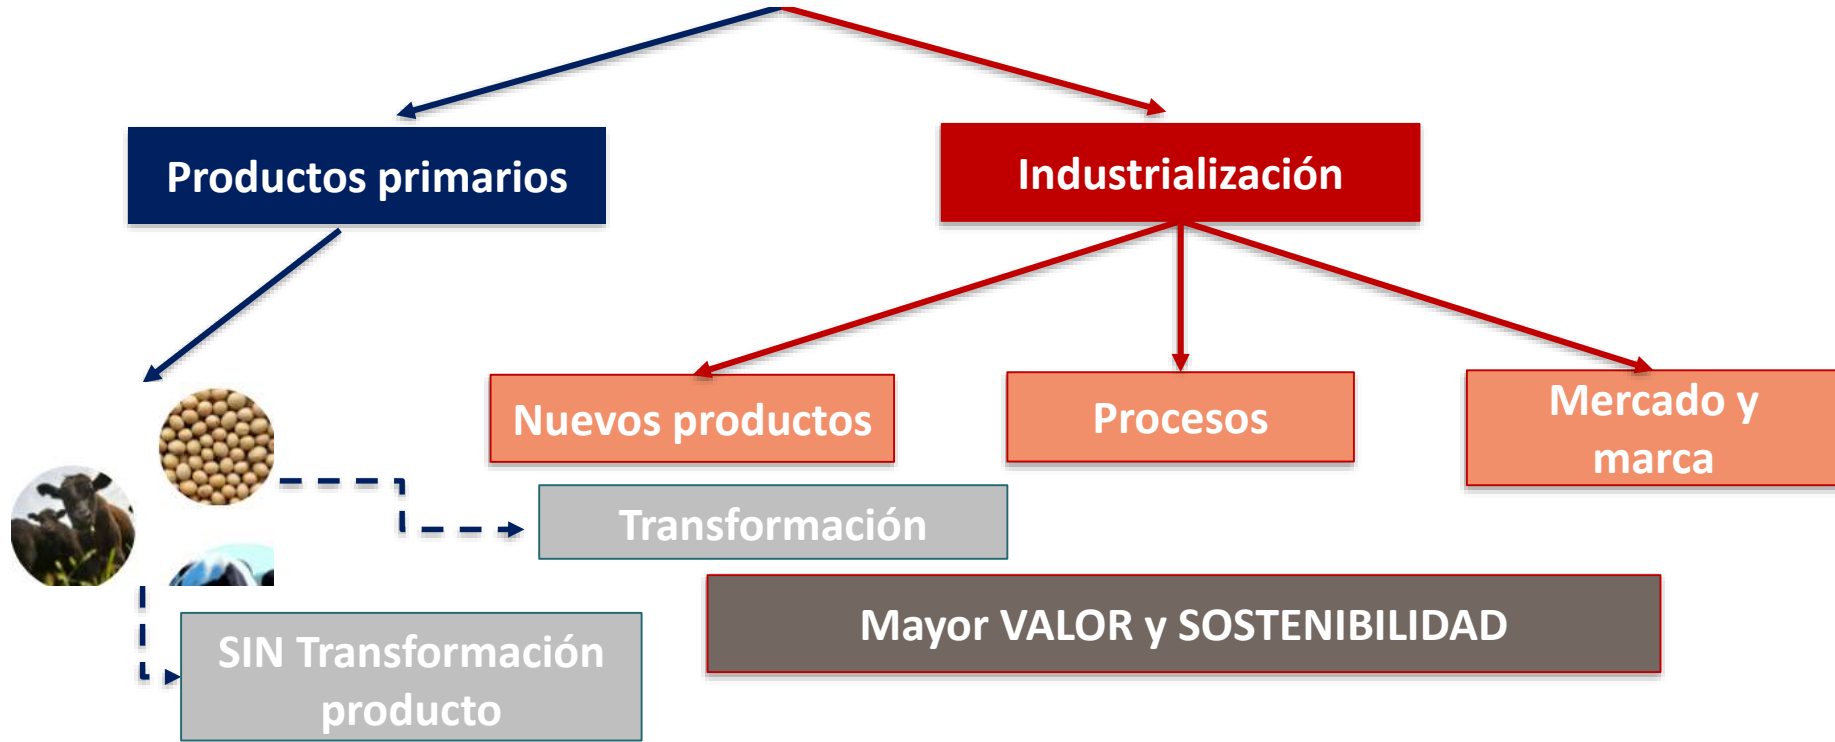 Productos primarios
Industrialización
Nuevos productos
Procesos
Mercado y
marca
Transformación
Mayor VALOR y SOSTENIBILIDAD
SIN Transformación
producto